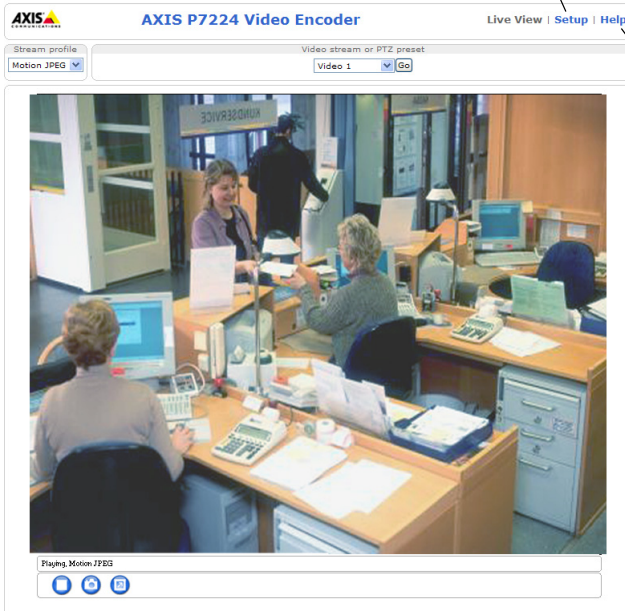 AXIS
COMMUNICATIONS
AXIS P7224 Video Encoder
Live View | Setup | Help
Stream profile
Motion JPEG
Video stream or PTZ preset
Video 1
Go
KUNDSERVICE
Playing, Motion JPEG